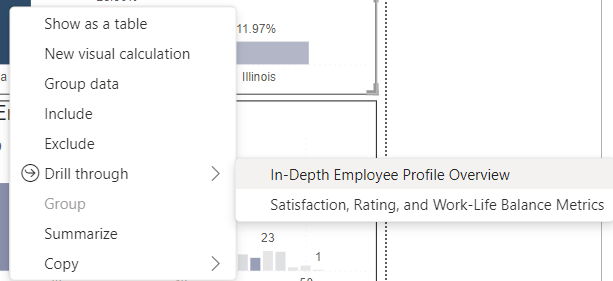 Show as a table
New visual calculation
11.97%
Group data
a
Illinois
Include
Exclude
Drill through
In-Depth Employee Profile Overview
Group
Satisfaction, Rating, and Work-Life Balance Metrics
Summarize
23
Copy
1
50